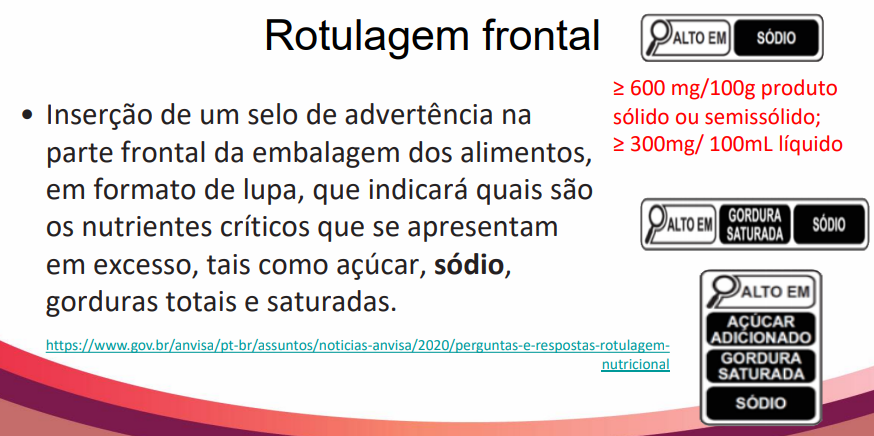 Rotulagem frontal
• Inserção de um selo de advertência na
parte frontal da embalagem dos alimentos,
em formato de lupa, que indicará quais são
os nutrientes críticos que se apresentam
em excesso, tais como açúcar, sódio,
gorduras totais e saturadas.
https://www.gov.br/anvisa/pt-br/assuntos/noticias-anvisa/2020/perguntas-e-respostas-rotulagem-
nutricional
ALTO EM SÓDIO
≥ 600 mg/100g produto
sólido ou semissólido;
≥ 300mg/ 100mL líquido
ALTO EM GORDURA SATURADA SÓDIO
ALTO EM
AÇÚCAR
ADICIONADO
GORDURA
SATURADA
SÓDIO